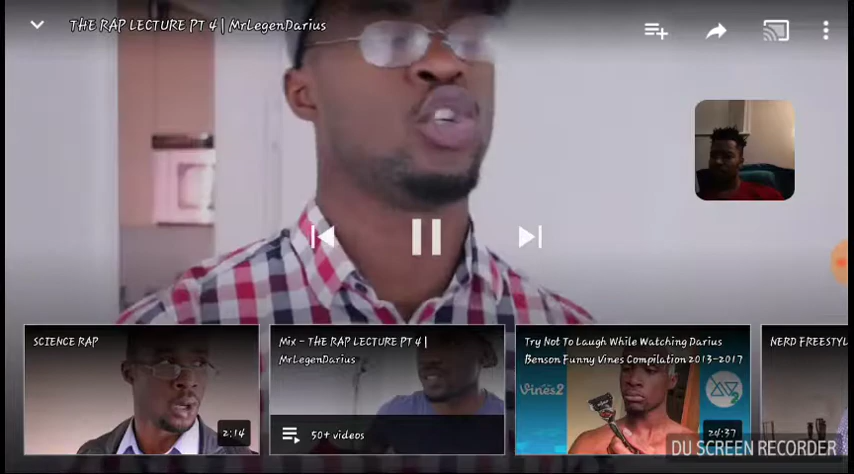 THE RAP LECTURE PT 4 | MrLegenDarius
SCIENCE RAP
2:14
Mix - THE RAP LECTURE PT 4 |
MrLegenDarius
50+ videos
Try Not To Laugh While Watching Darius
Benson Funny Vines Compilation 2013-2017
Vines2
24:37
NERD FREESTYL
DU SCREEN RECORDER